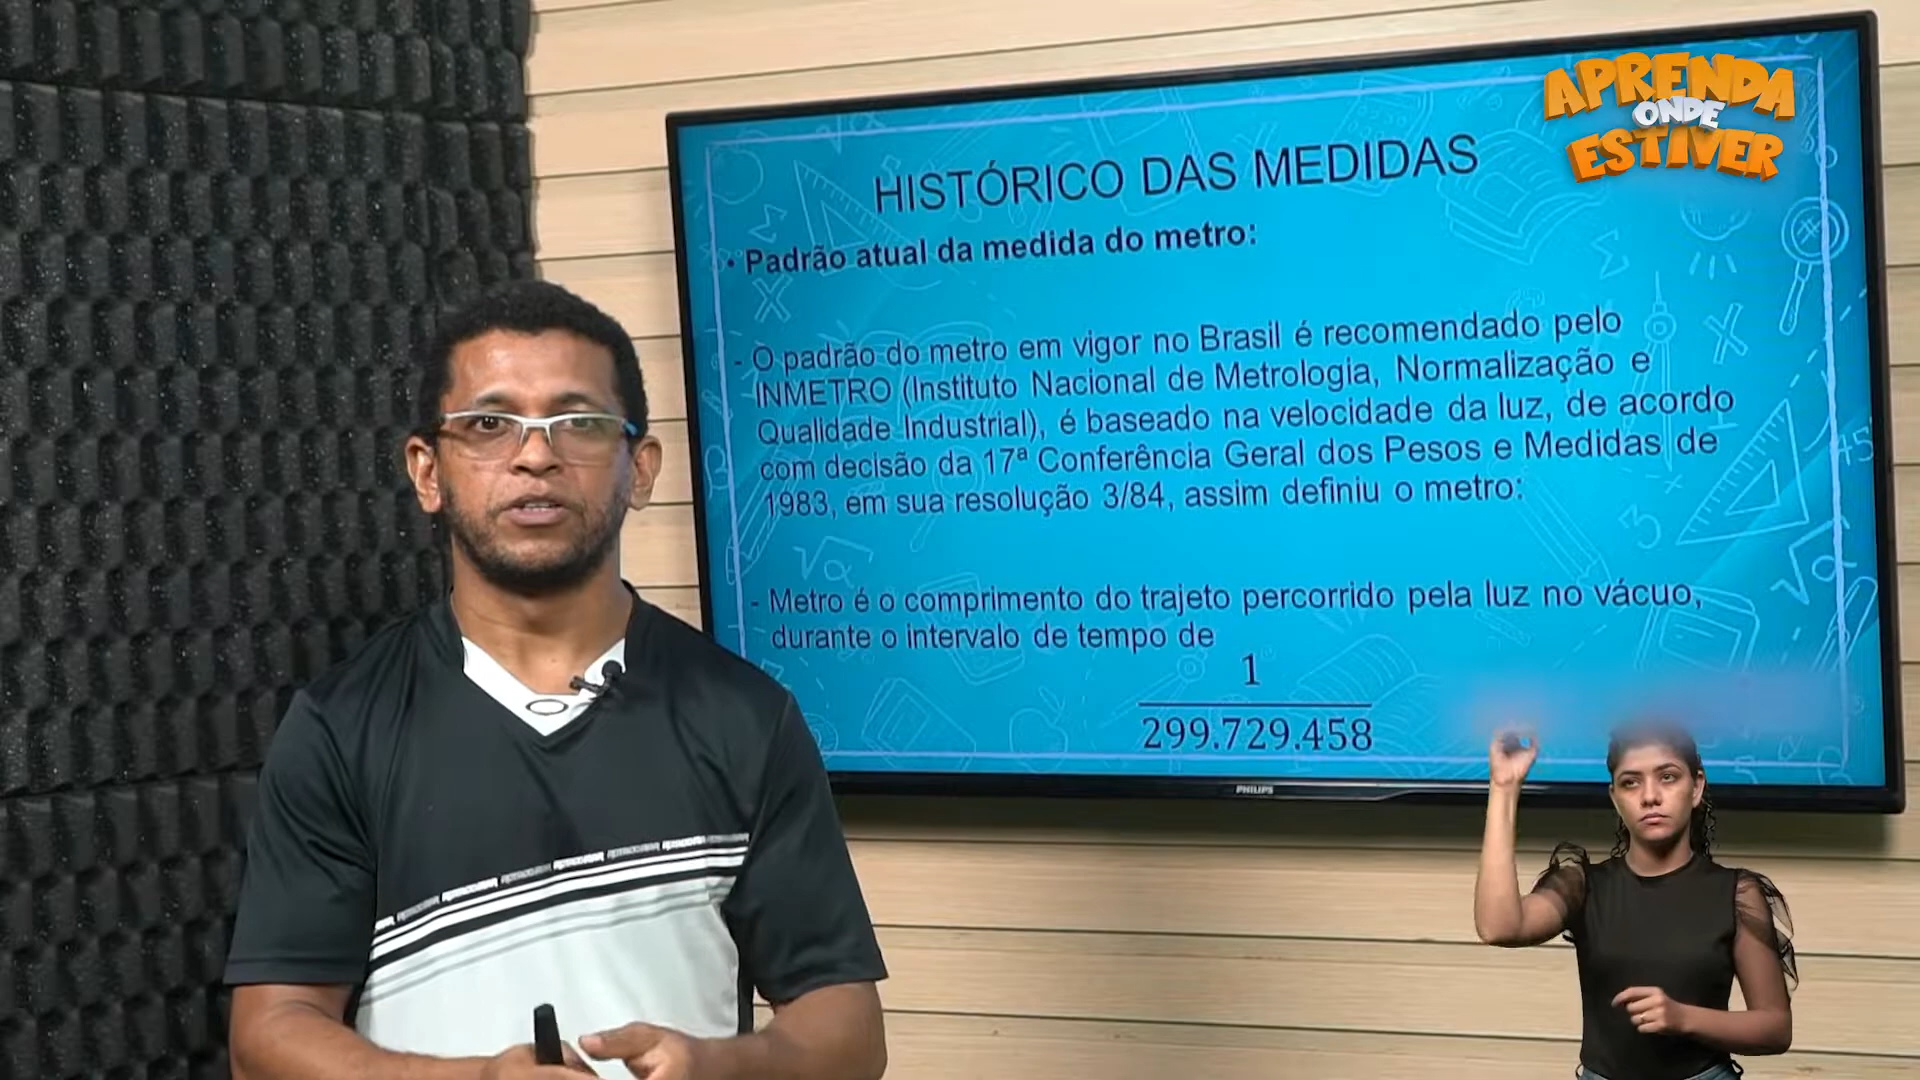 APRENDA
ONDE
ESTIVER
HISTÓRICO DAS MEDIDAS
• Padrão atual da medida do metro:
- O padrão do metro em vigor no Brasil é recomendado pelo
INMETRO (Instituto Nacional de Metrologia, Normalização e
Qualidade Industrial), é baseado na velocidade da luz, de acordo
com decisão da 17ª Conferência Geral dos Pesos e Medidas de
1983, em sua resolução 3/84, assim definiu o metro:
- Metro é o comprimento do trajeto percorrido pela luz no vácuo,
durante o intervalo de tempo de
1
299.729.458
PHILIPS